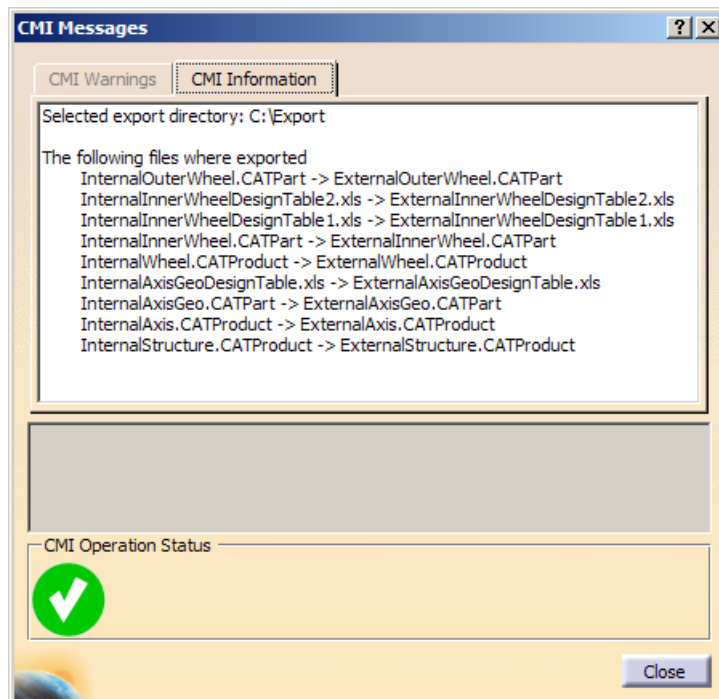 CMI Messages
? X
CMI Warnings
CMI Information
Selected export directory: C:\Export
The following files where exported
InternalOuterWheel.CATPart -> ExternalOuterWheel.CATPart
InternalInnerWheelDesignTable2.xls -> ExternalInnerWheelDesignTable2.xls
InternalInnerWheelDesignTable1.xls -> ExternalInnerWheelDesignTable1.xls
InternalInnerWheel.CATPart -> ExternalInnerWheel.CATPart
InternalWheel.CATProduct -> ExternalWheel.CATProduct
InternalAxisGeoDesignTable.xls -> ExternalAxisGeoDesignTable.xls
InternalAxisGeo.CATPart -> ExternalAxisGeo.CATPart
InternalAxis.CATProduct -> ExternalAxis.CATProduct
InternalStructure.CATProduct -> ExternalStructure.CATProduct
CMI Operation Status
Close